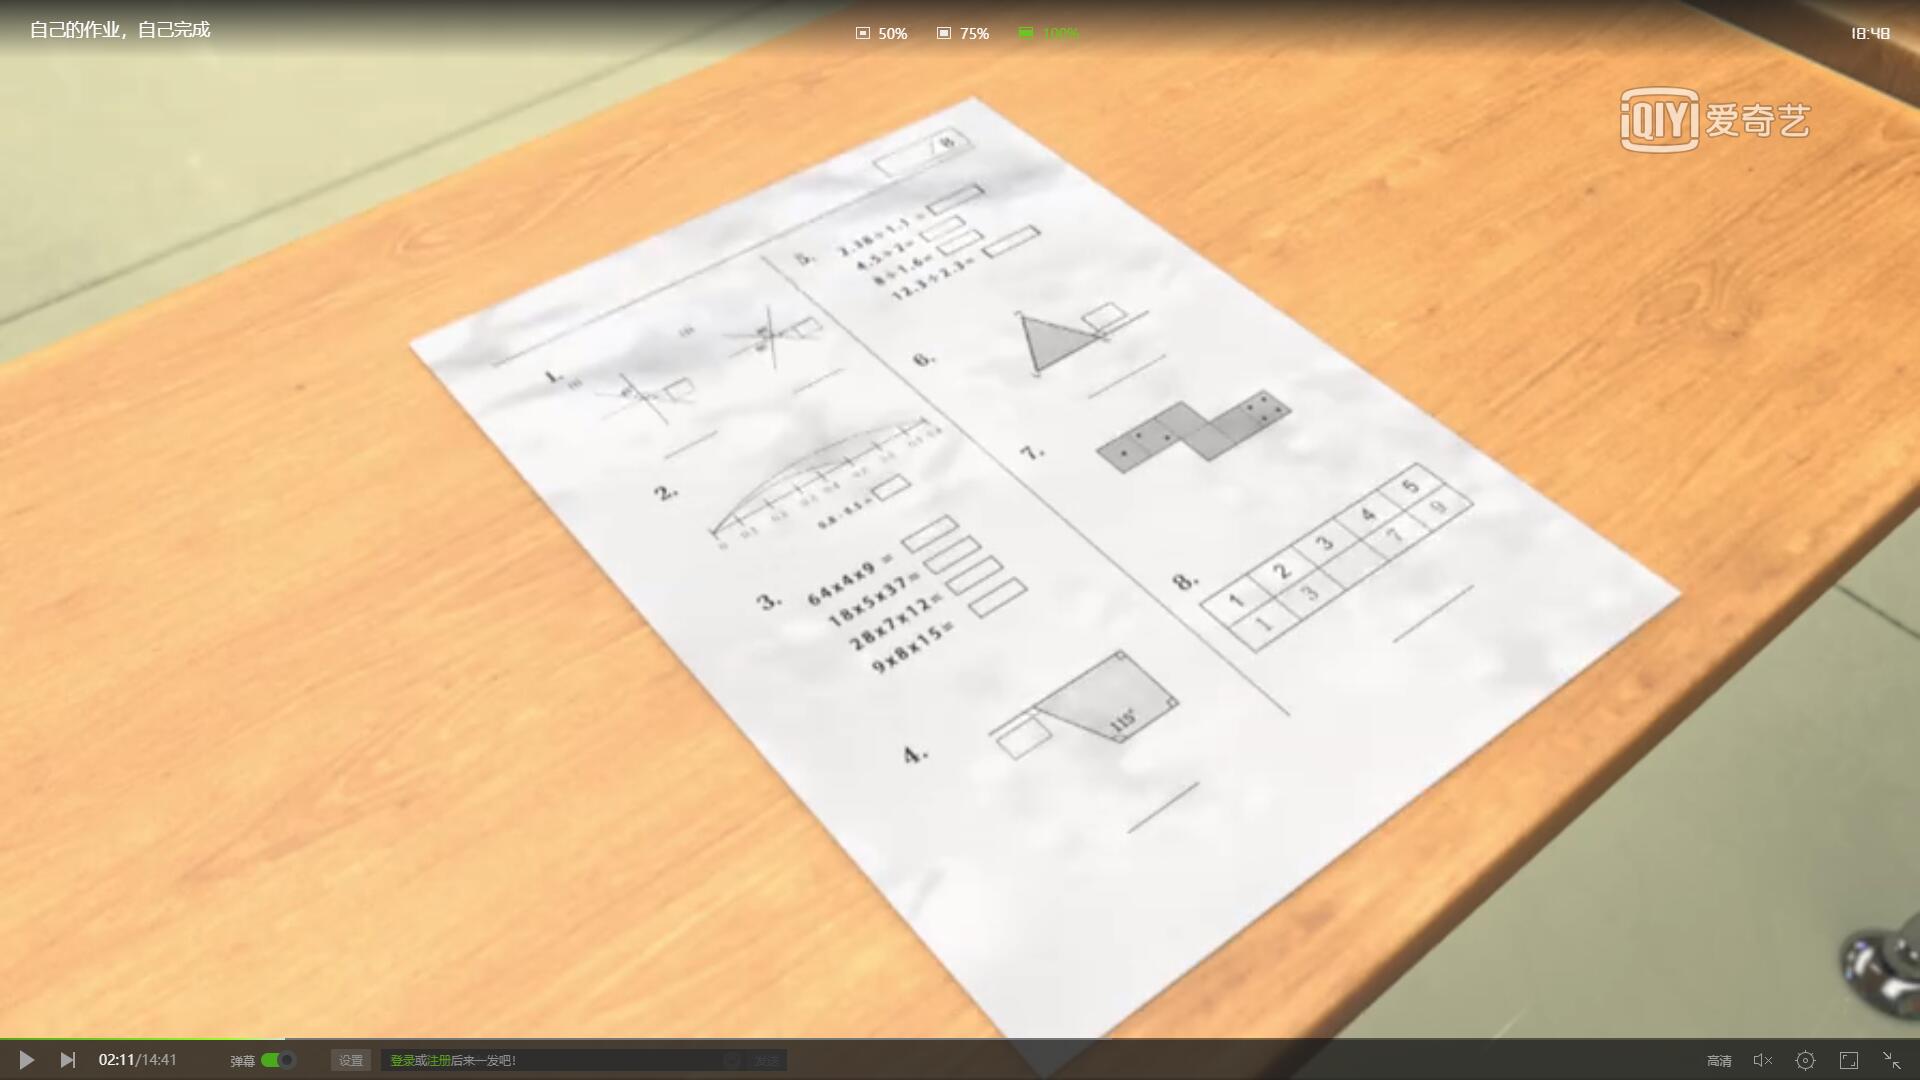 自己的作业，自己完成
50% 75% 100%
18:48
iQIYI 爱奇艺
/8
1.
2.
0.8-0.5=
3. 64x4x9=
18x5x37=
28x7x12=
9x8x15=
4.
115°
5.
4.5÷2=
8÷1.6=
12.3÷2.3=
6.
7.
8.
1 2 3 4 5
1 3 7 9
02:11/14:41
弹幕
设置
登录或注册后来一发吧!
发送
高清